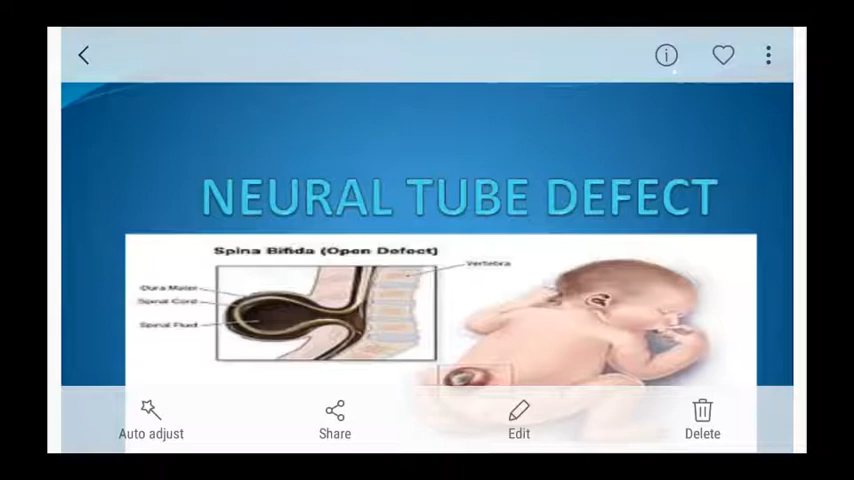 NEURAL TUBE DEFECT
Spina Bifida (Open Defect)
Vertebra
Dura Mater
Spinal Cord
Spinal Fluid
Auto adjust
Share
Edit
Delete